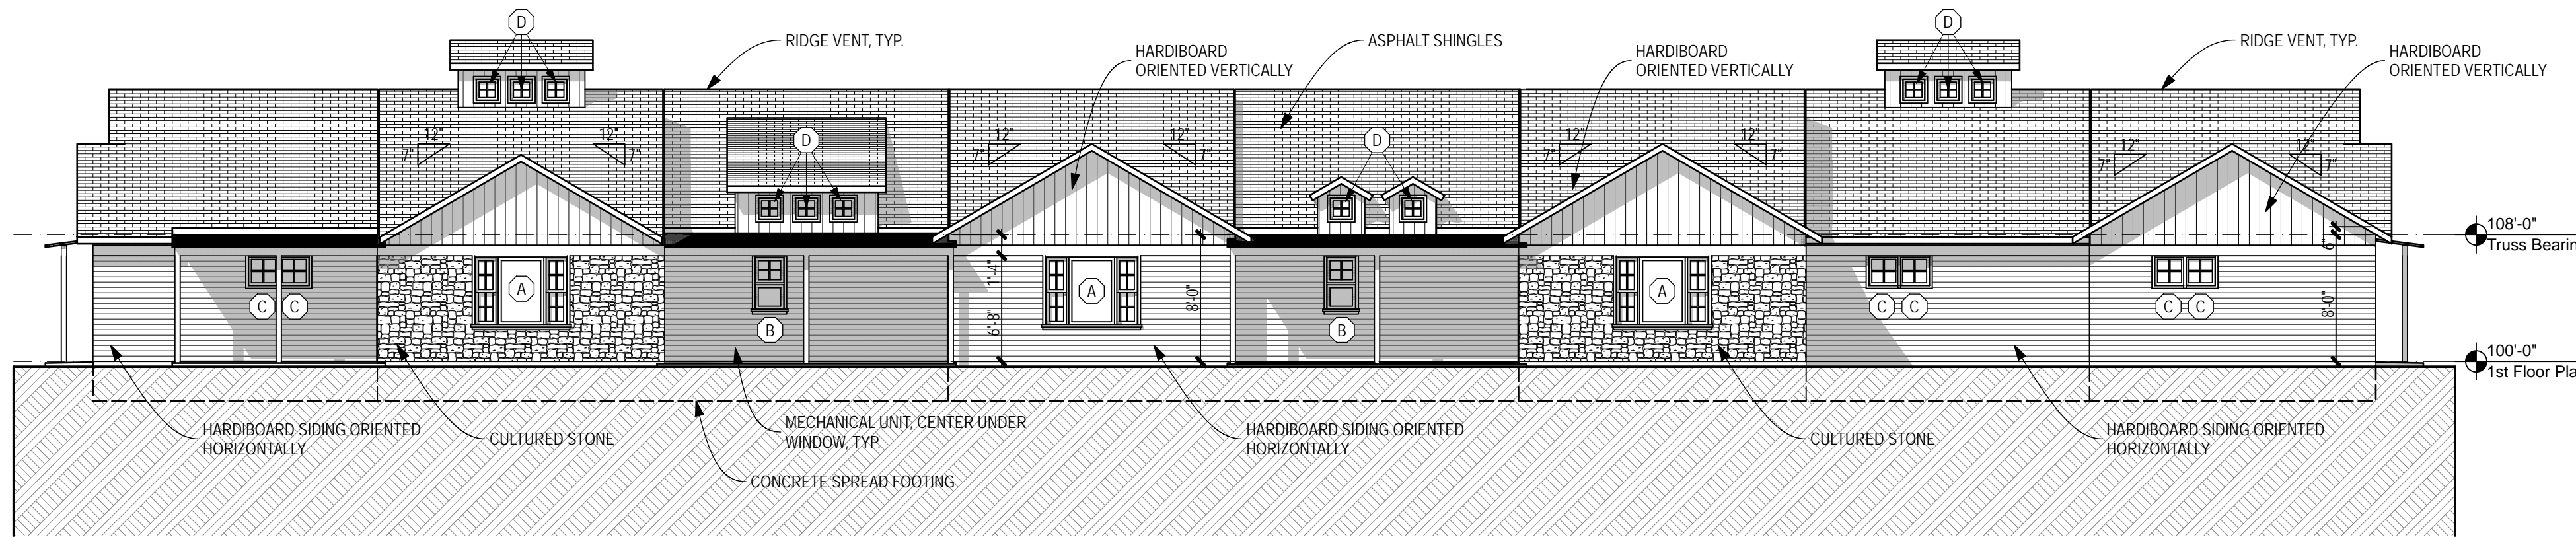 D
D
RIDGE VENT, TYP.
HARDIBOARD
ORIENTED VERTICALLY
ASPHALT SHINGLES
HARDIBOARD
ORIENTED VERTICALLY
RIDGE VENT, TYP.
HARDIBOARD
ORIENTED VERTICALLY
12"
7"
12"
7"
D
12"
7"
12"
7"
D
12"
7"
12"
7"
12"
7"
12"
7"
108'-0"
Truss Bearin
6"
8'-0"
C C
A
B
1'-4"
6'-8"
A
8'-0"
B
A
C C
C C
100'-0"
1st Floor Pla
HARDIBOARD SIDING ORIENTED
HORIZONTALLY
CULTURED STONE
MECHANICAL UNIT, CENTER UNDER
WINDOW, TYP.
CONCRETE SPREAD FOOTING
HARDIBOARD SIDING ORIENTED
HORIZONTALLY
CULTURED STONE
HARDIBOARD SIDING ORIENTED
HORIZONTALLY